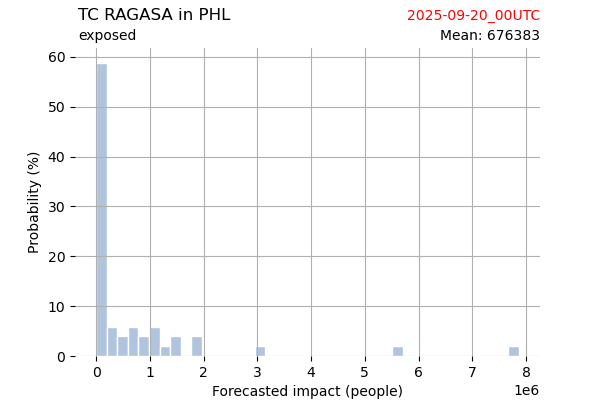 TC RAGASA in PHL
2025-09-20_00UTC
exposed
Mean: 676383
60
50
40
30
20
10
0
Probability (%)
0 1 2 3 4 5 6 7 8
1e6
Forecasted impact (people)